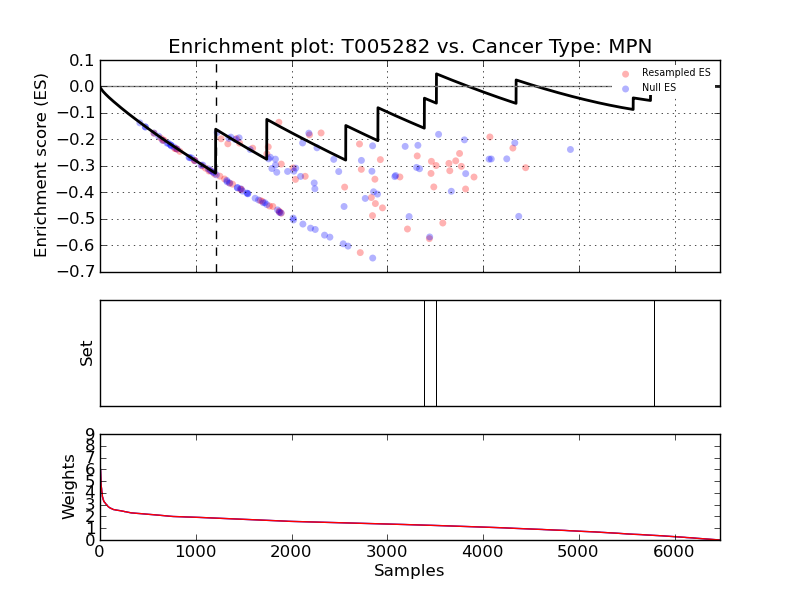 Enrichment plot: T005282 vs. Cancer Type: MPN
Enrichment score (ES)
0.1
0.0
−0.1
−0.2
−0.3
−0.4
−0.5
−0.6
−0.7
Resampled ES
Null ES
Set
Weights
9
8
7
6
5
4
3
2
1
0
0 1000 2000 3000 4000 5000 6000
Samples